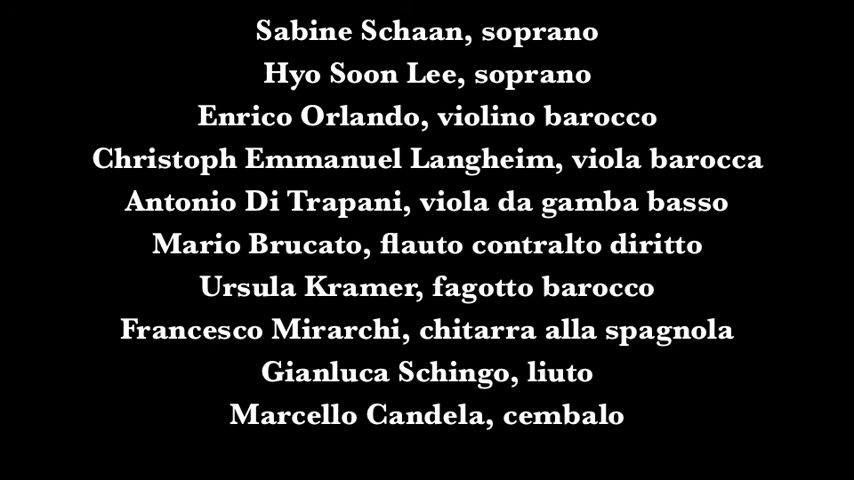 Sabine Schaan, soprano
Hyo Soon Lee, soprano
Enrico Orlando, violino barocco
Christoph Emmanuel Langheim, viola barocca
Antonio Di Trapani, viola da gamba basso
Mario Brucato, flauto contralto diritto
Ursula Kramer, fagotto barocco
Francesco Mirarchi, chitarra alla spagnola
Gianluca Schingo, liuto
Marcello Candela, cembalo